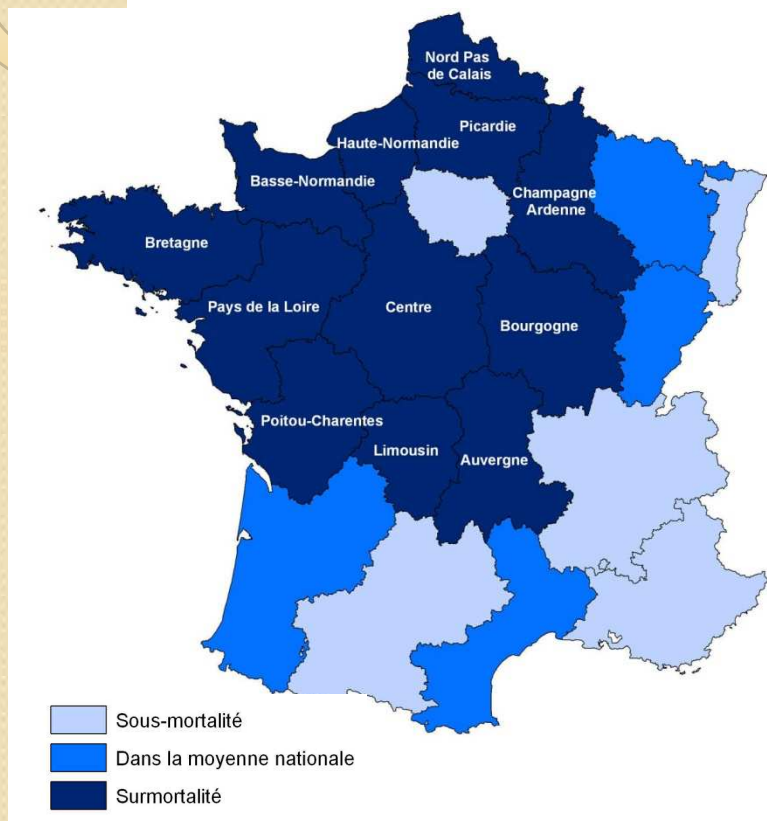 Nord Pas
de Calais
Picardie
Haute-Normandie
Basse-Normandie
Champagne
Ardenne
Bretagne
Pays de la Loire
Centre
Bourgogne
Poitou-Charentes
Limousin
Auvergne
Sous-mortalité
Dans la moyenne nationale
Surmortalité